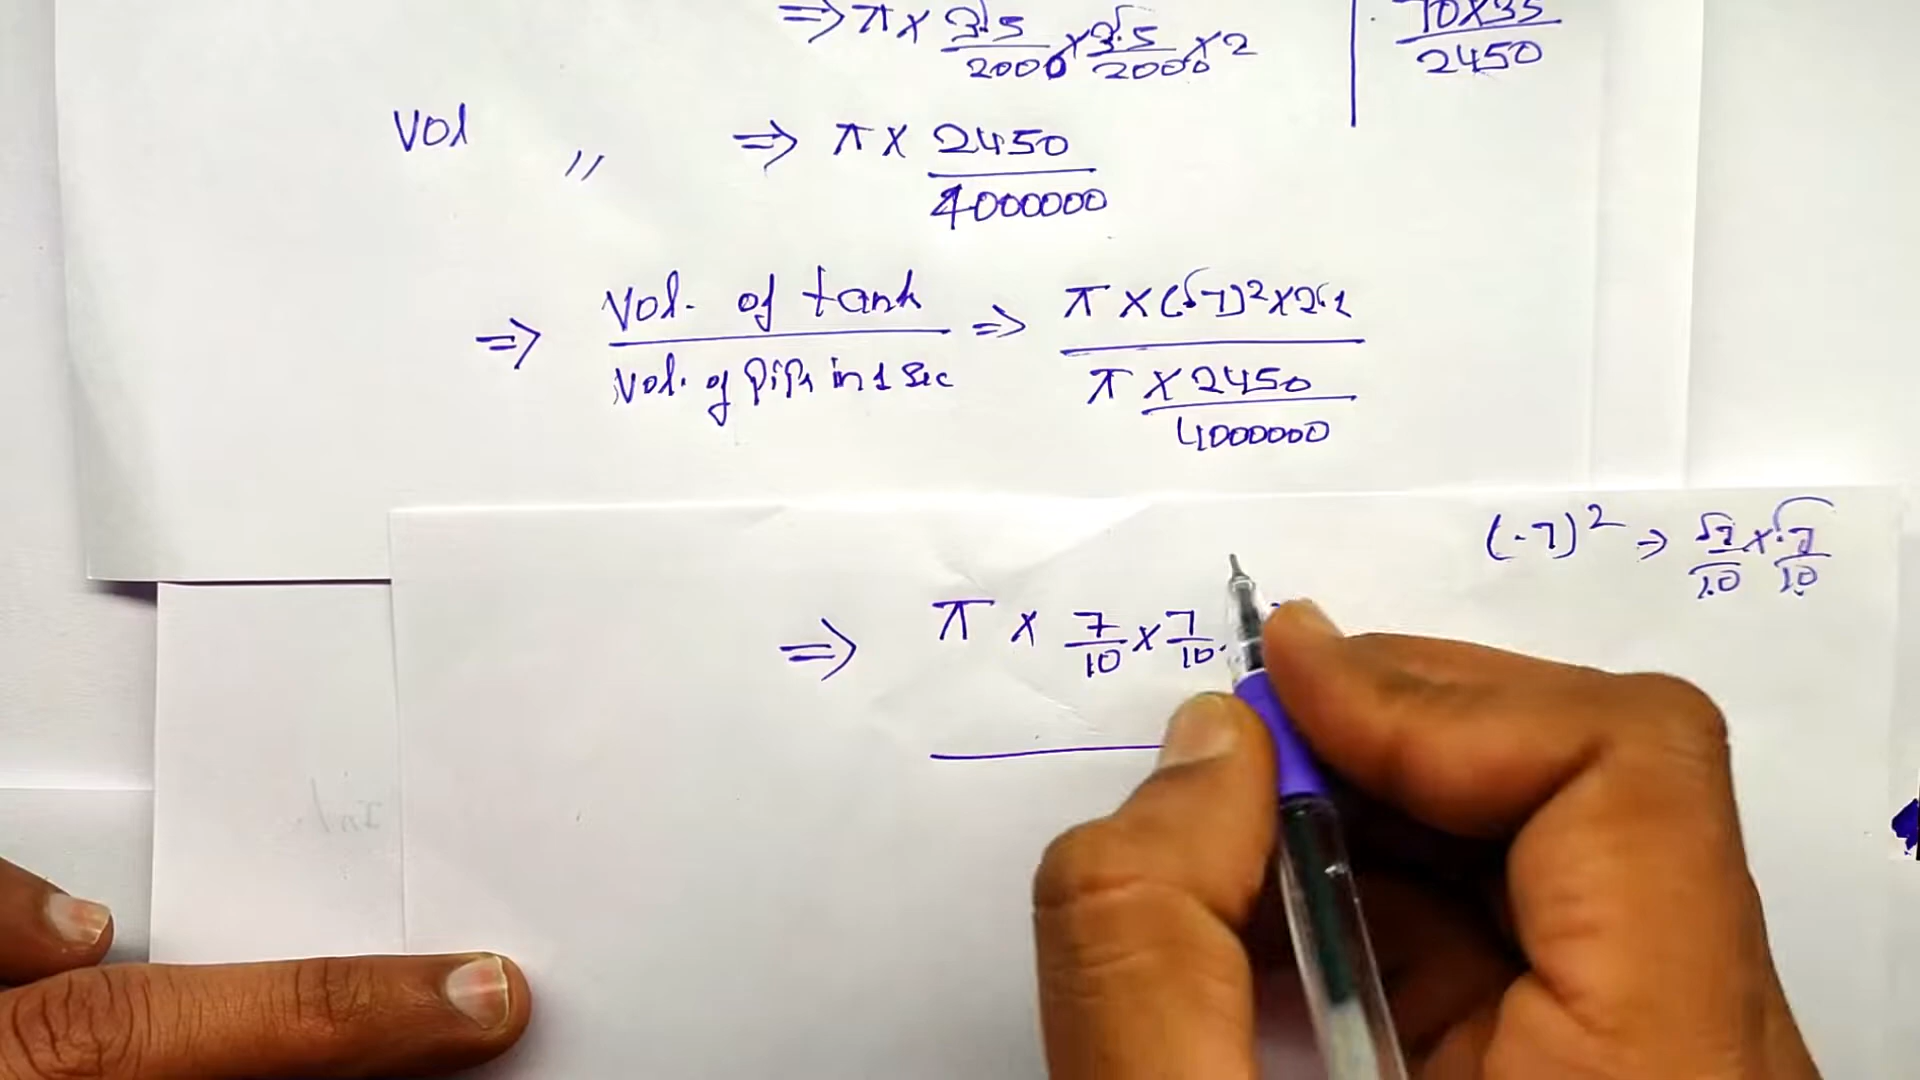 ⇒ π × 3.5/2000 × 3.5/2000 × 2
70×35
2450
Vol " ⇒ π × 2450/4000000
⇒ Vol. of tank / Vol. of pipe in 1 sec ⇒ π × (.7)² × 2.1 / π × 2450/4000000
(.7)² → .7/10 × .7/10
⇒ π × 7/10 × 7/10